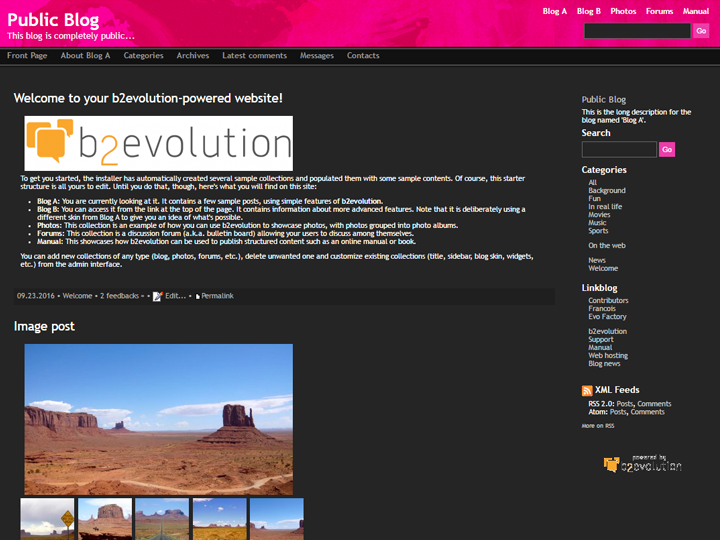 Blog A Blog B Photos Forums Manual
Public Blog
This blog is completely public...
Go
Front Page About Blog A Categories Archives Latest comments Messages Contacts
Welcome to your b2evolution-powered website!
b2evolution
To get you started, the installer has automatically created several sample collections and populated them with some sample contents. Of course, this starter
structure is all yours to edit. Until you do that, though, here's what you will find on this site:
• Blog A: You are currently looking at it. It contains a few sample posts, using simple features of b2evolution.
• Blog B: You can access it from the link at the top of the page. It contains information about more advanced features. Note that it is deliberately using a
different skin from Blog A to give you an idea of what's possible.
• Photos: This collection is an example of how you can use b2evolution to showcase photos, with photos grouped into photo albums.
• Forums: This collection is a discussion forum (a.k.a. bulletin board) allowing your users to discuss among themselves.
• Manual: This showcases how b2evolution can be used to publish structured content such as an online manual or book.
You can add new collections of any type (blog, photos, forums, etc.), delete unwanted one and customize existing collections (title, sidebar, blog skin, widgets,
etc.) from the admin interface.
09.23.2016 • Welcome • 2 feedbacks » • Edit... • Permalink
Image post
Public Blog
This is the long description for the
blog named 'Blog A'.
Search
Go
Categories
All
Background
Fun
In real life
Movies
Music
Sports
On the web
News
Welcome
Linkblog
Contributors
Francois
Evo Factory
b2evolution
Support
Manual
Web hosting
Blog news
XML Feeds
RSS 2.0: Posts, Comments
Atom: Posts, Comments
More on RSS
powered by
b2evolution